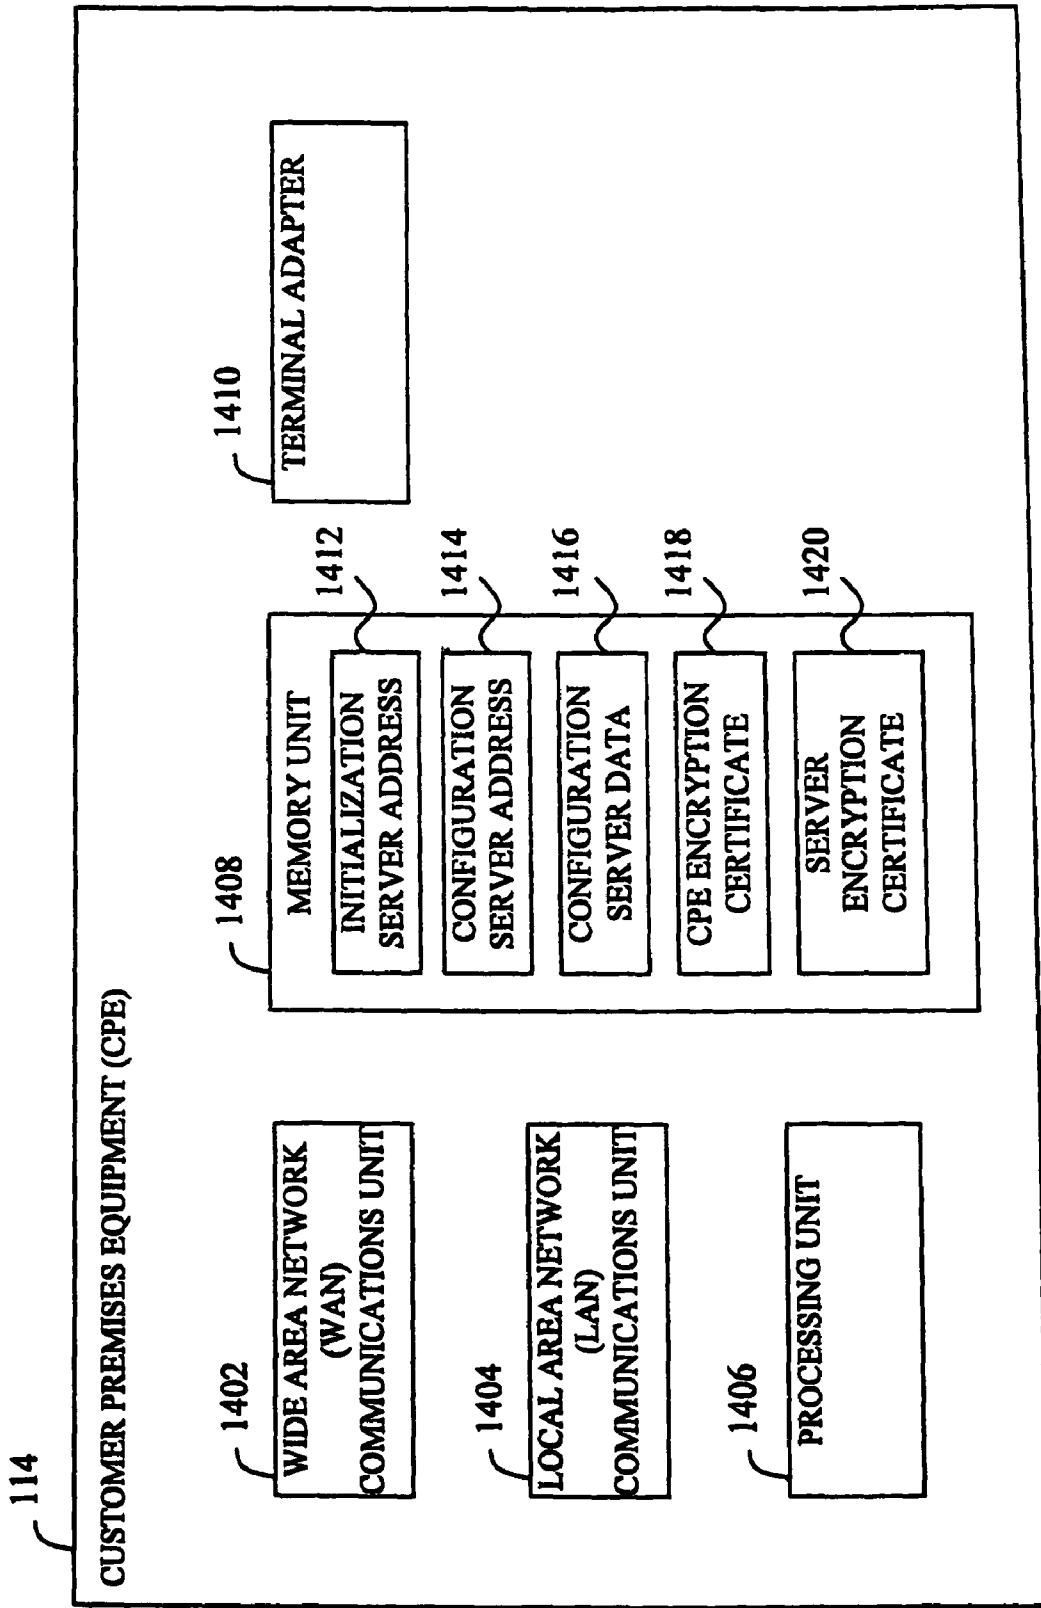 114
CUSTOMER PREMISES EQUIPMENT (CPE)
1402
WIDE AREA NETWORK
(WAN)
COMMUNICATIONS UNIT
1404
LOCAL AREA NETWORK
(LAN)
COMMUNICATIONS UNIT
1406
PROCESSING UNIT
1408
MEMORY UNIT
INITIALIZATION
SERVER ADDRESS
1412
CONFIGURATION
SERVER ADDRESS
1414
CONFIGURATION
SERVER DATA
1416
CPE ENCRYPTION
CERTIFICATE
1418
SERVER
ENCRYPTION
CERTIFICATE
1420
1410
TERMINAL ADAPTER